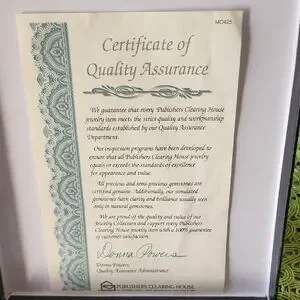 MC425
Certificate of
Quality Assurance
We guarantee that every Publishers Clearing House
jewelry item meets the strict quality and workmanship
standards established by our Quality Assurance
Department.
Our inspection programs have been developed to
ensure that all Publishers Clearing House jewelry
equals or exceeds the standards of excellence
for appearance and value.
All precious and semi-precious gemstones are
certified genuine. Additionally, our simulated
gemstones have clarity and brilliance usually seen
only in natural gemstones.
We are proud of the quality and value of our
Jewelry Collection and support every Publishers
Clearing House jewelry item with a 100% guarantee
of customer satisfaction.
Donna Powers
Donna Powers,
Quality Assurance Administrator
PUBLISHERS CLEARING HOUSE